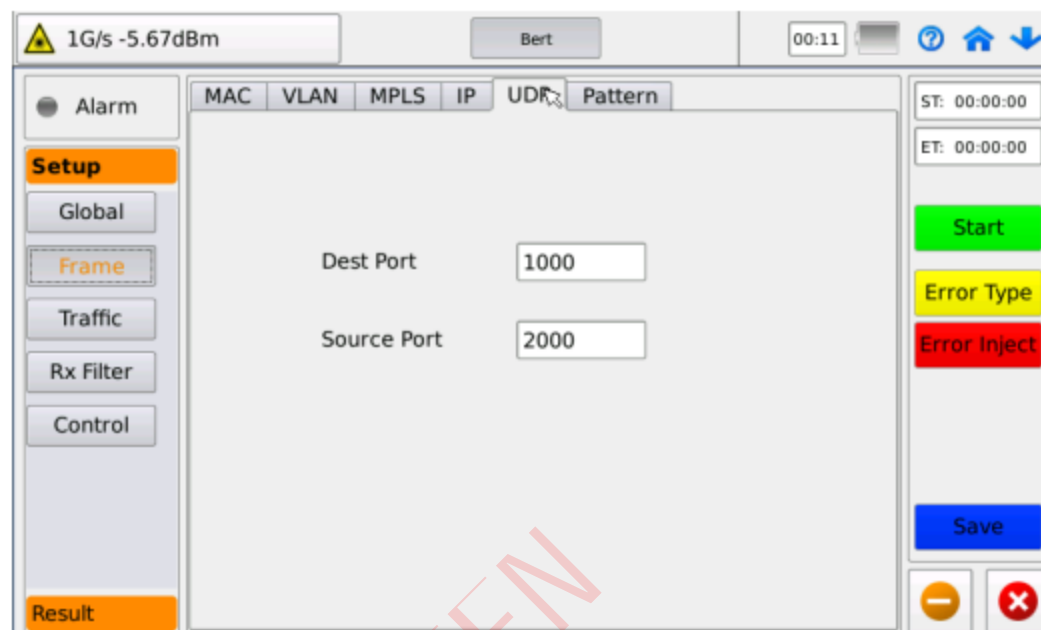 1G/s -5.67dBm
Bert
00:11
Alarm
MAC VLAN MPLS IP UDP Pattern
ST: 00:00:00
ET: 00:00:00
Setup
Global
Frame
Traffic
Rx Filter
Control
Dest Port 1000
Source Port 2000
Start
Error Type
Error Inject
Save
Result